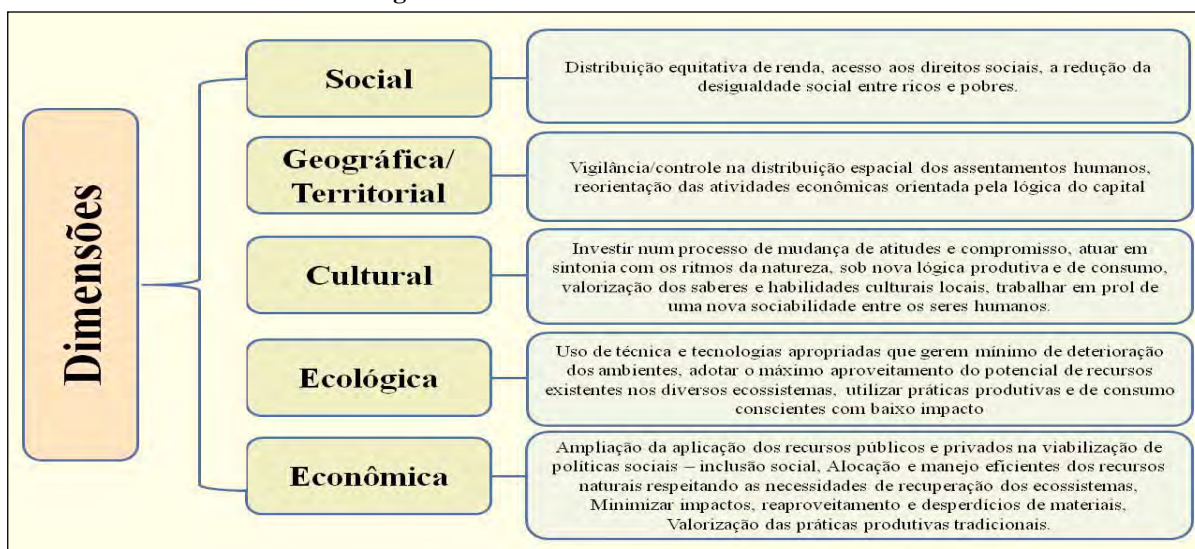 Dimensões
Social
Distribuição equitativa de renda, acesso aos direitos sociais, a redução da
desigualdade social entre ricos e pobres.
Geográfica/
Territorial
Vigilância/controle na distribuição espacial dos assentamentos humanos,
reorientação das atividades econômicas orientada pela lógica do capital
Cultural
Investir num processo de mudança de atitudes e compromisso, atuar em
sintonia com os ritmos da natureza, sob nova lógica produtiva e de consumo,
valorização dos saberes e habilidades culturais locais, trabalhar em prol de
uma nova sociabilidade entre os seres humanos.
Ecológica
Uso de técnica e tecnologias apropriadas que gerem mínimo de deterioração
dos ambientes, adotar o máximo aproveitamento do potencial de recursos
existentes nos diversos ecossistemas, utilizar práticas produtivas e de consumo
conscientes com baixo impacto
Econômica
Ampliação da aplicação dos recursos públicos e privados na viabilização de
políticas sociais – inclusão social, Alocação e manejo eficientes dos recursos
naturais respeitando as necessidades de recuperação dos ecossistemas,
Minimizar impactos, reaproveitamento e desperdícios de materiais,
Valorização das práticas produtivas tradicionais.